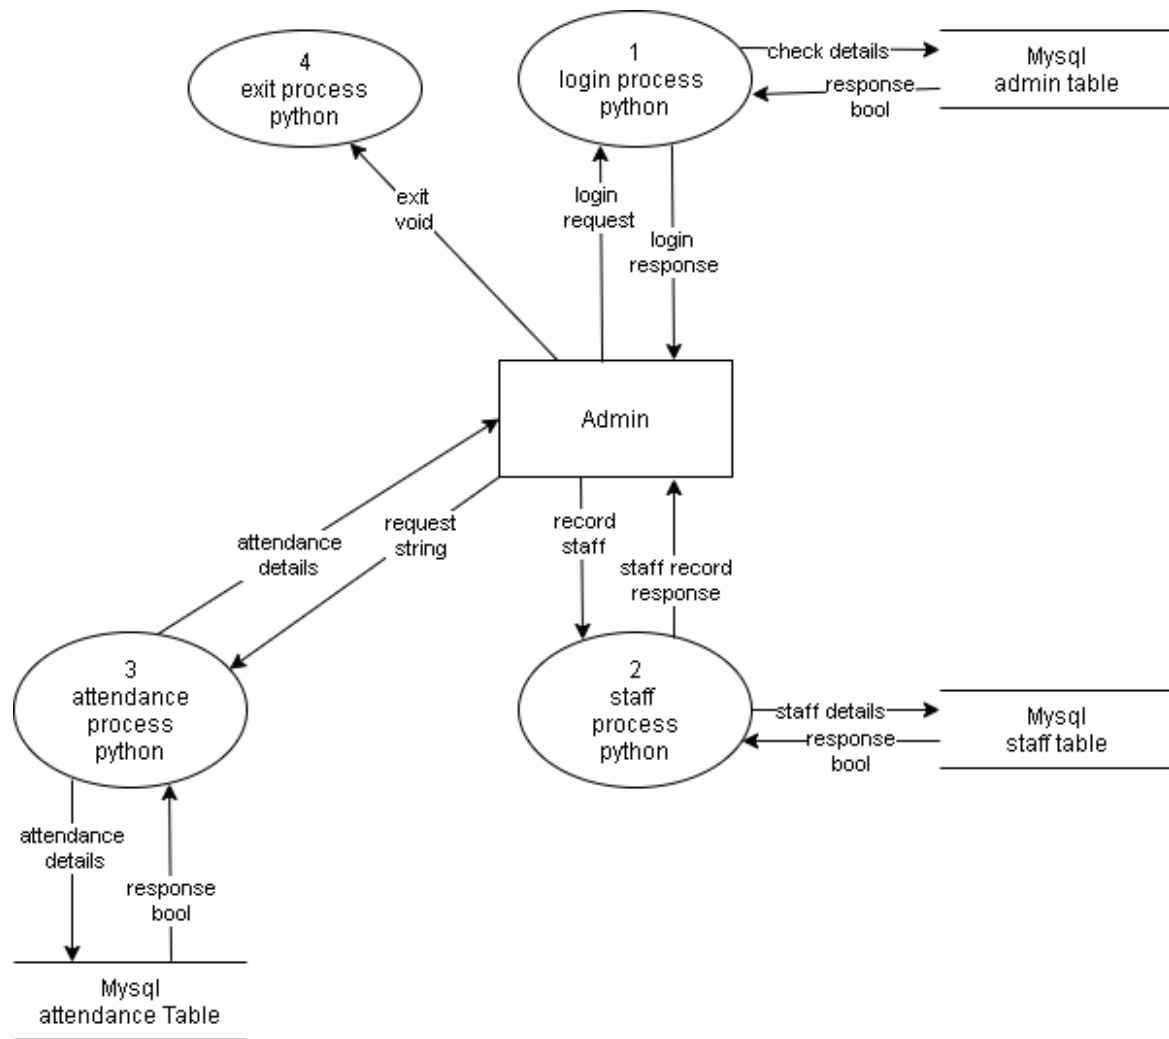 4
exit process
python
1
login process
python
check details
response
bool
Mysql
admin table
exit
void
login
request
login
response
Admin
attendance
details
request
string
record
staff
staff record
response
3
attendance
process
python
2
staff
process
python
staff details
response
bool
Mysql
staff table
attendance
details
response
bool
Mysql
attendance Table